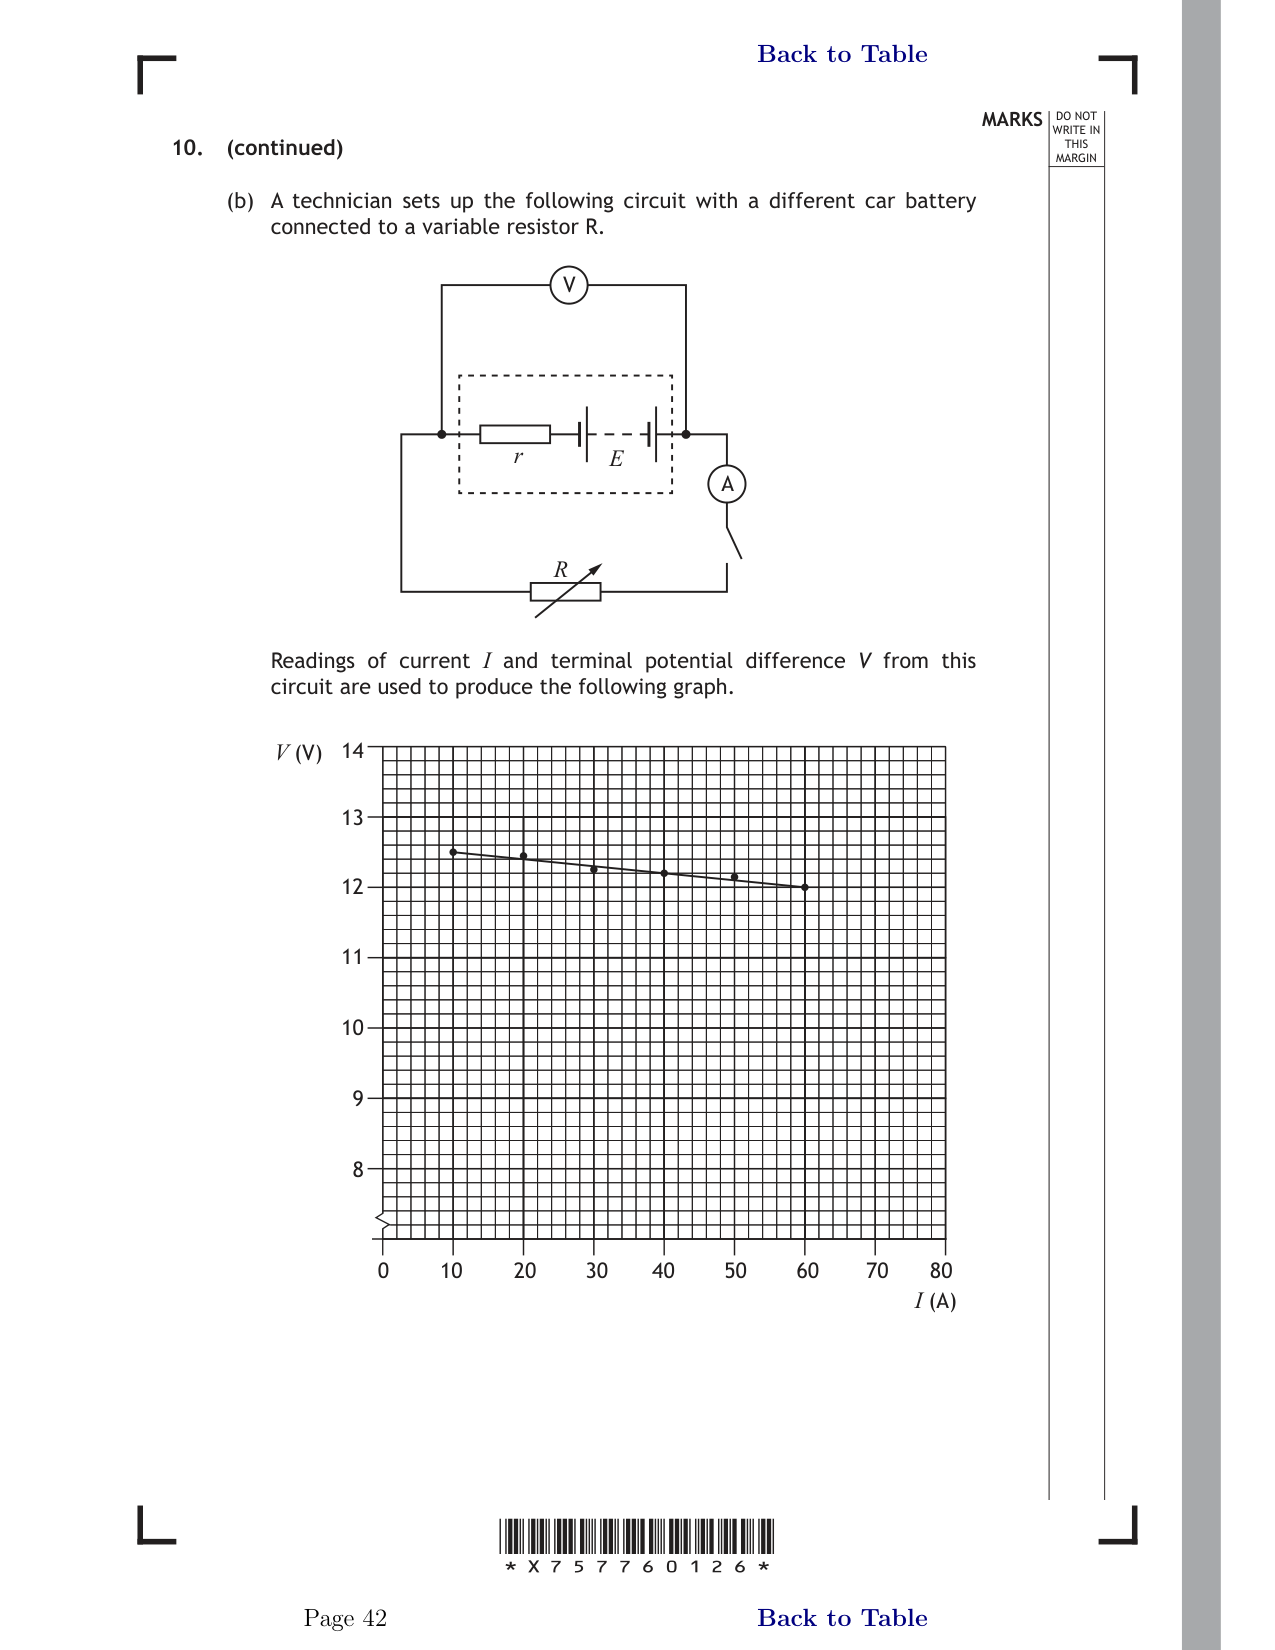 Back to Table
MARKS
DO NOT
WRITE IN
THIS
MARGIN
10. (continued)
(b) A technician sets up the following circuit with a different car battery
connected to a variable resistor R.
V
r
E
A
R
Readings of current I and terminal potential difference V from this
circuit are used to produce the following graph.
V (V)
14
13
12
11
10
9
8
0 10 20 30 40 50 60 70 80
I (A)
* X 7 5 7 7 6 0 1 2 6 *
Page 42
Back to Table